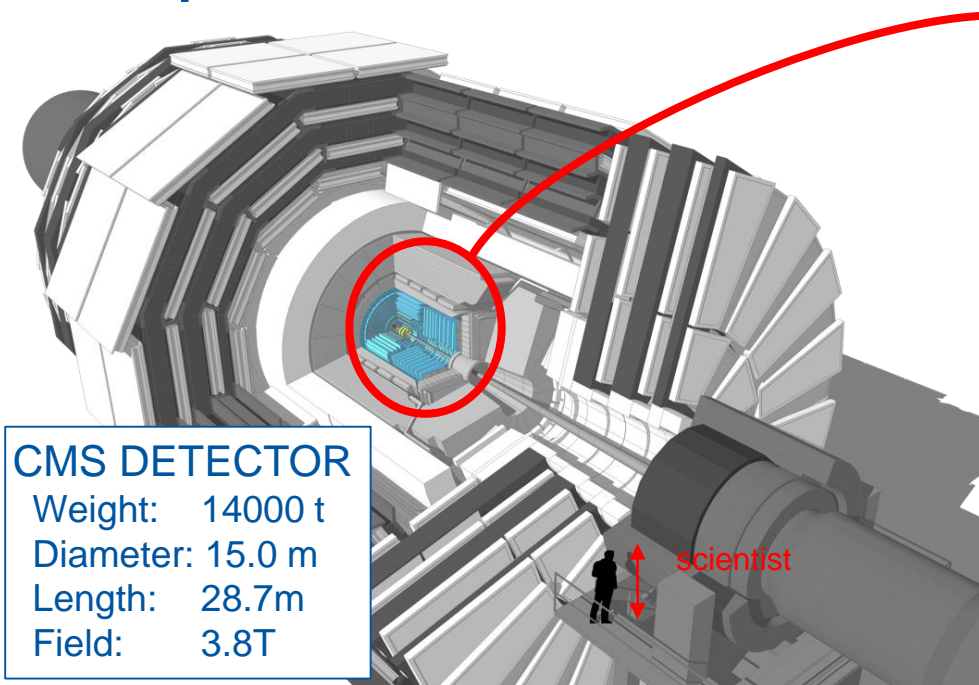 CMS DETECTOR
Weight: 14000 t
Diameter: 15.0 m
Length: 28.7m
Field: 3.8T
scientist